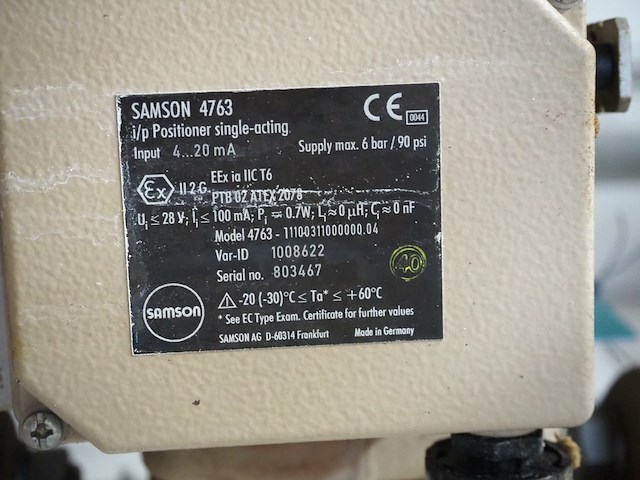 SAMSON 4763
i/p Positioner single-acting
CE 0044
Input 4...20 mA Supply max. 6 bar / 90 psi
Ex II 2 G EEx ia IIC T6
PTB 02 ATEX 2078
Ui ≤ 28 V; Ii ≤ 100 mA; Pi = 0.7W; Li ≈ 0 µH; Ci ≈ 0 nF
Model 4763 - 11100311000000.04
Var-ID 1008622
Serial no. 803467
40
⚠ -20 (-30)°C ≤ Ta* ≤ +60°C
* See EC Type Exam. Certificate for further values
samson
SAMSON AG D-60314 Frankfurt Made in Germany